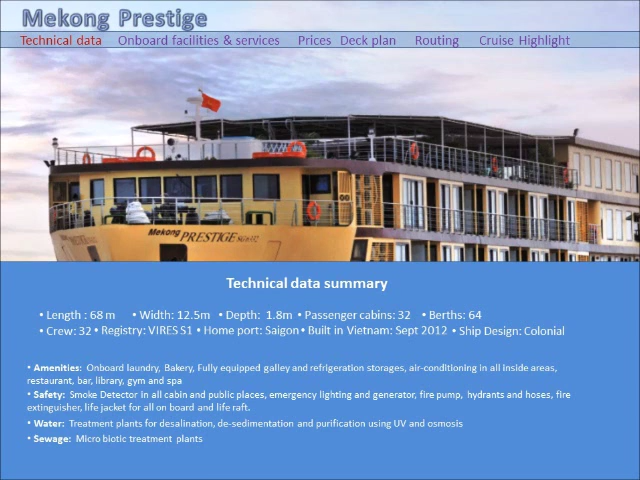 Mekong Prestige
Technical data Onboard facilities & services Prices Deck plan Routing Cruise Highlight
Mekong PRESTIGE
Technical data summary
• Length : 68 m • Width: 12.5m • Depth: 1.8m • Passenger cabins: 32 • Berths: 64
• Crew: 32 • Registry: VIRES S1 • Home port: Saigon • Built in Vietnam: Sept 2012 • Ship Design: Colonial
• Amenities: Onboard laundry, Bakery, Fully equipped galley and refrigeration storages, air-conditioning in all inside areas,
restaurant, bar, library, gym and spa
• Safety: Smoke Detector in all cabin and public places, emergency lighting and generator, fire pump, hydrants and hoses, fire
extinguisher, life jacket for all on board and life raft.
• Water: Treatment plants for desalination, de-sedimentation and purification using UV and osmosis
• Sewage: Micro biotic treatment plants